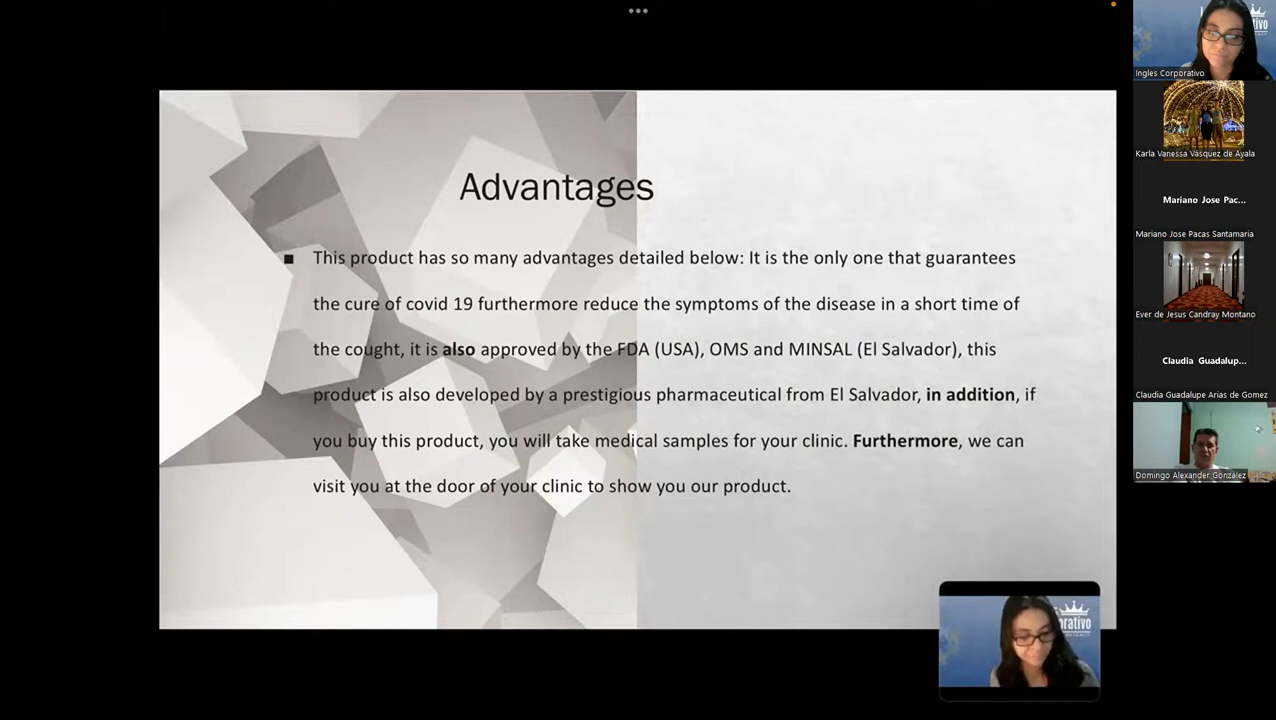 Advantages
▪ This product has so many advantages detailed below: It is the only one that guarantees
the cure of covid 19 furthermore reduce the symptoms of the disease in a short time of
the cought, it is also approved by the FDA (USA), OMS and MINSAL (El Salvador), this
product is also developed by a prestigious pharmaceutical from El Salvador, in addition, if
you buy this product, you will take medical samples for your clinic. Furthermore, we can
visit you at the door of your clinic to show you our product.
Ingles Corporativo
Karla Vanessa Vásquez de Ayala
Mariano Jose Pac...
Mariano Jose Pacas Santamaria
Ever de Jesus Candray Montano
Claudia Guadalup...
Claudia Guadalupe Arias de Gomez
Domingo Alexander González